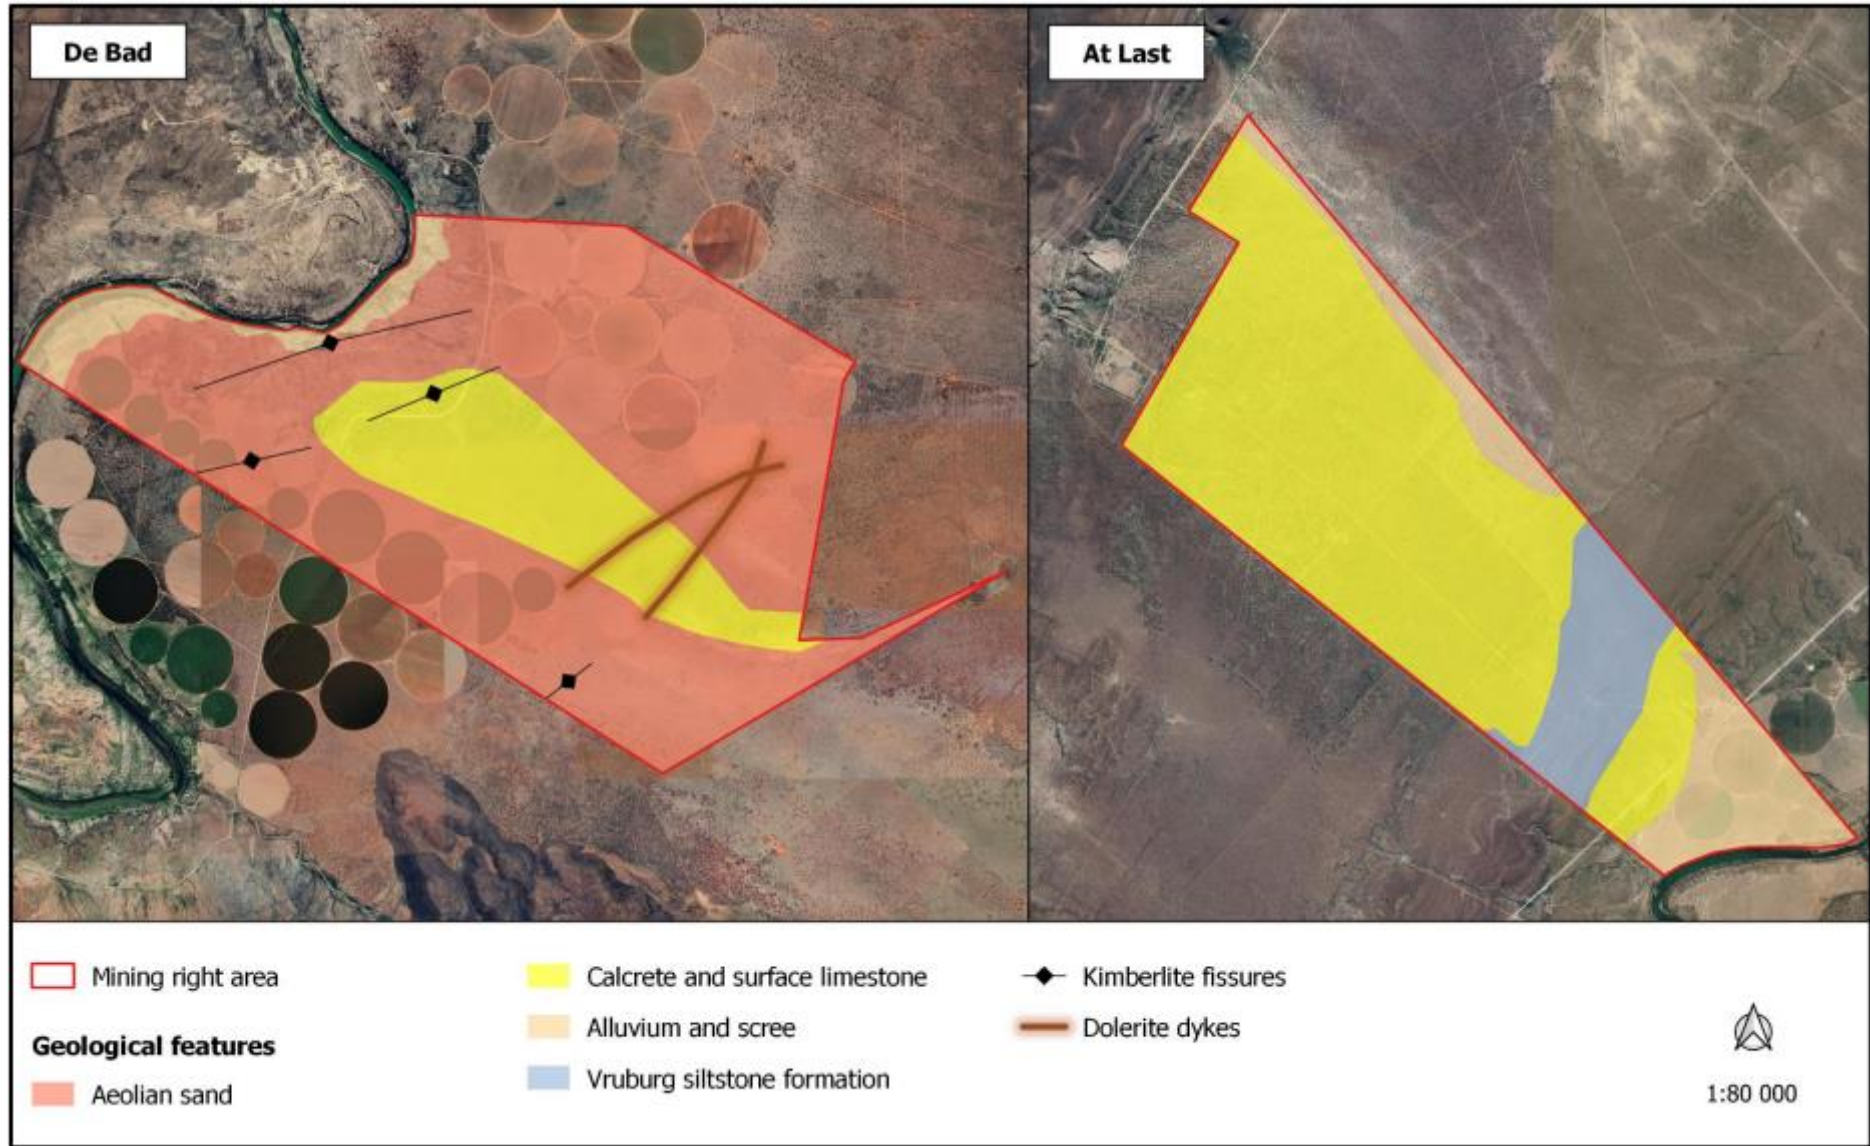 De Bad
At Last
Mining right area
Geological features
Aeolian sand
Calcrete and surface limestone
Alluvium and scree
Vruburg siltstone formation
Kimberlite fissures
Dolerite dykes
1:80 000